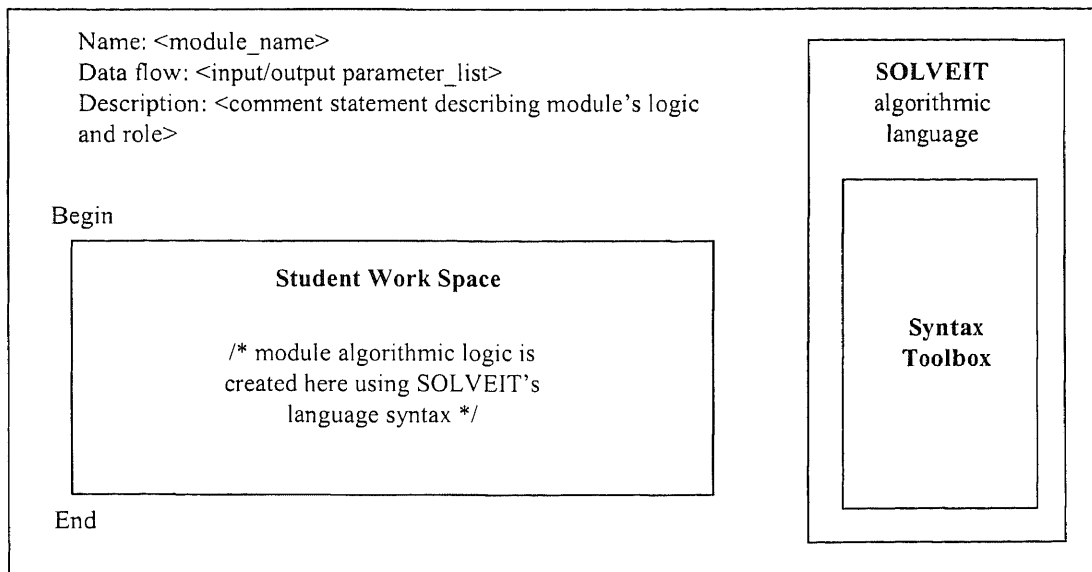 Name: <module_name>
Data flow: <input/output parameter_list>
Description: <comment statement describing module's logic
and role>
Begin
Student Work Space
/* module algorithmic logic is
created here using SOLVEIT's
language syntax */
End
SOLVEIT
algorithmic
language
Syntax
Toolbox